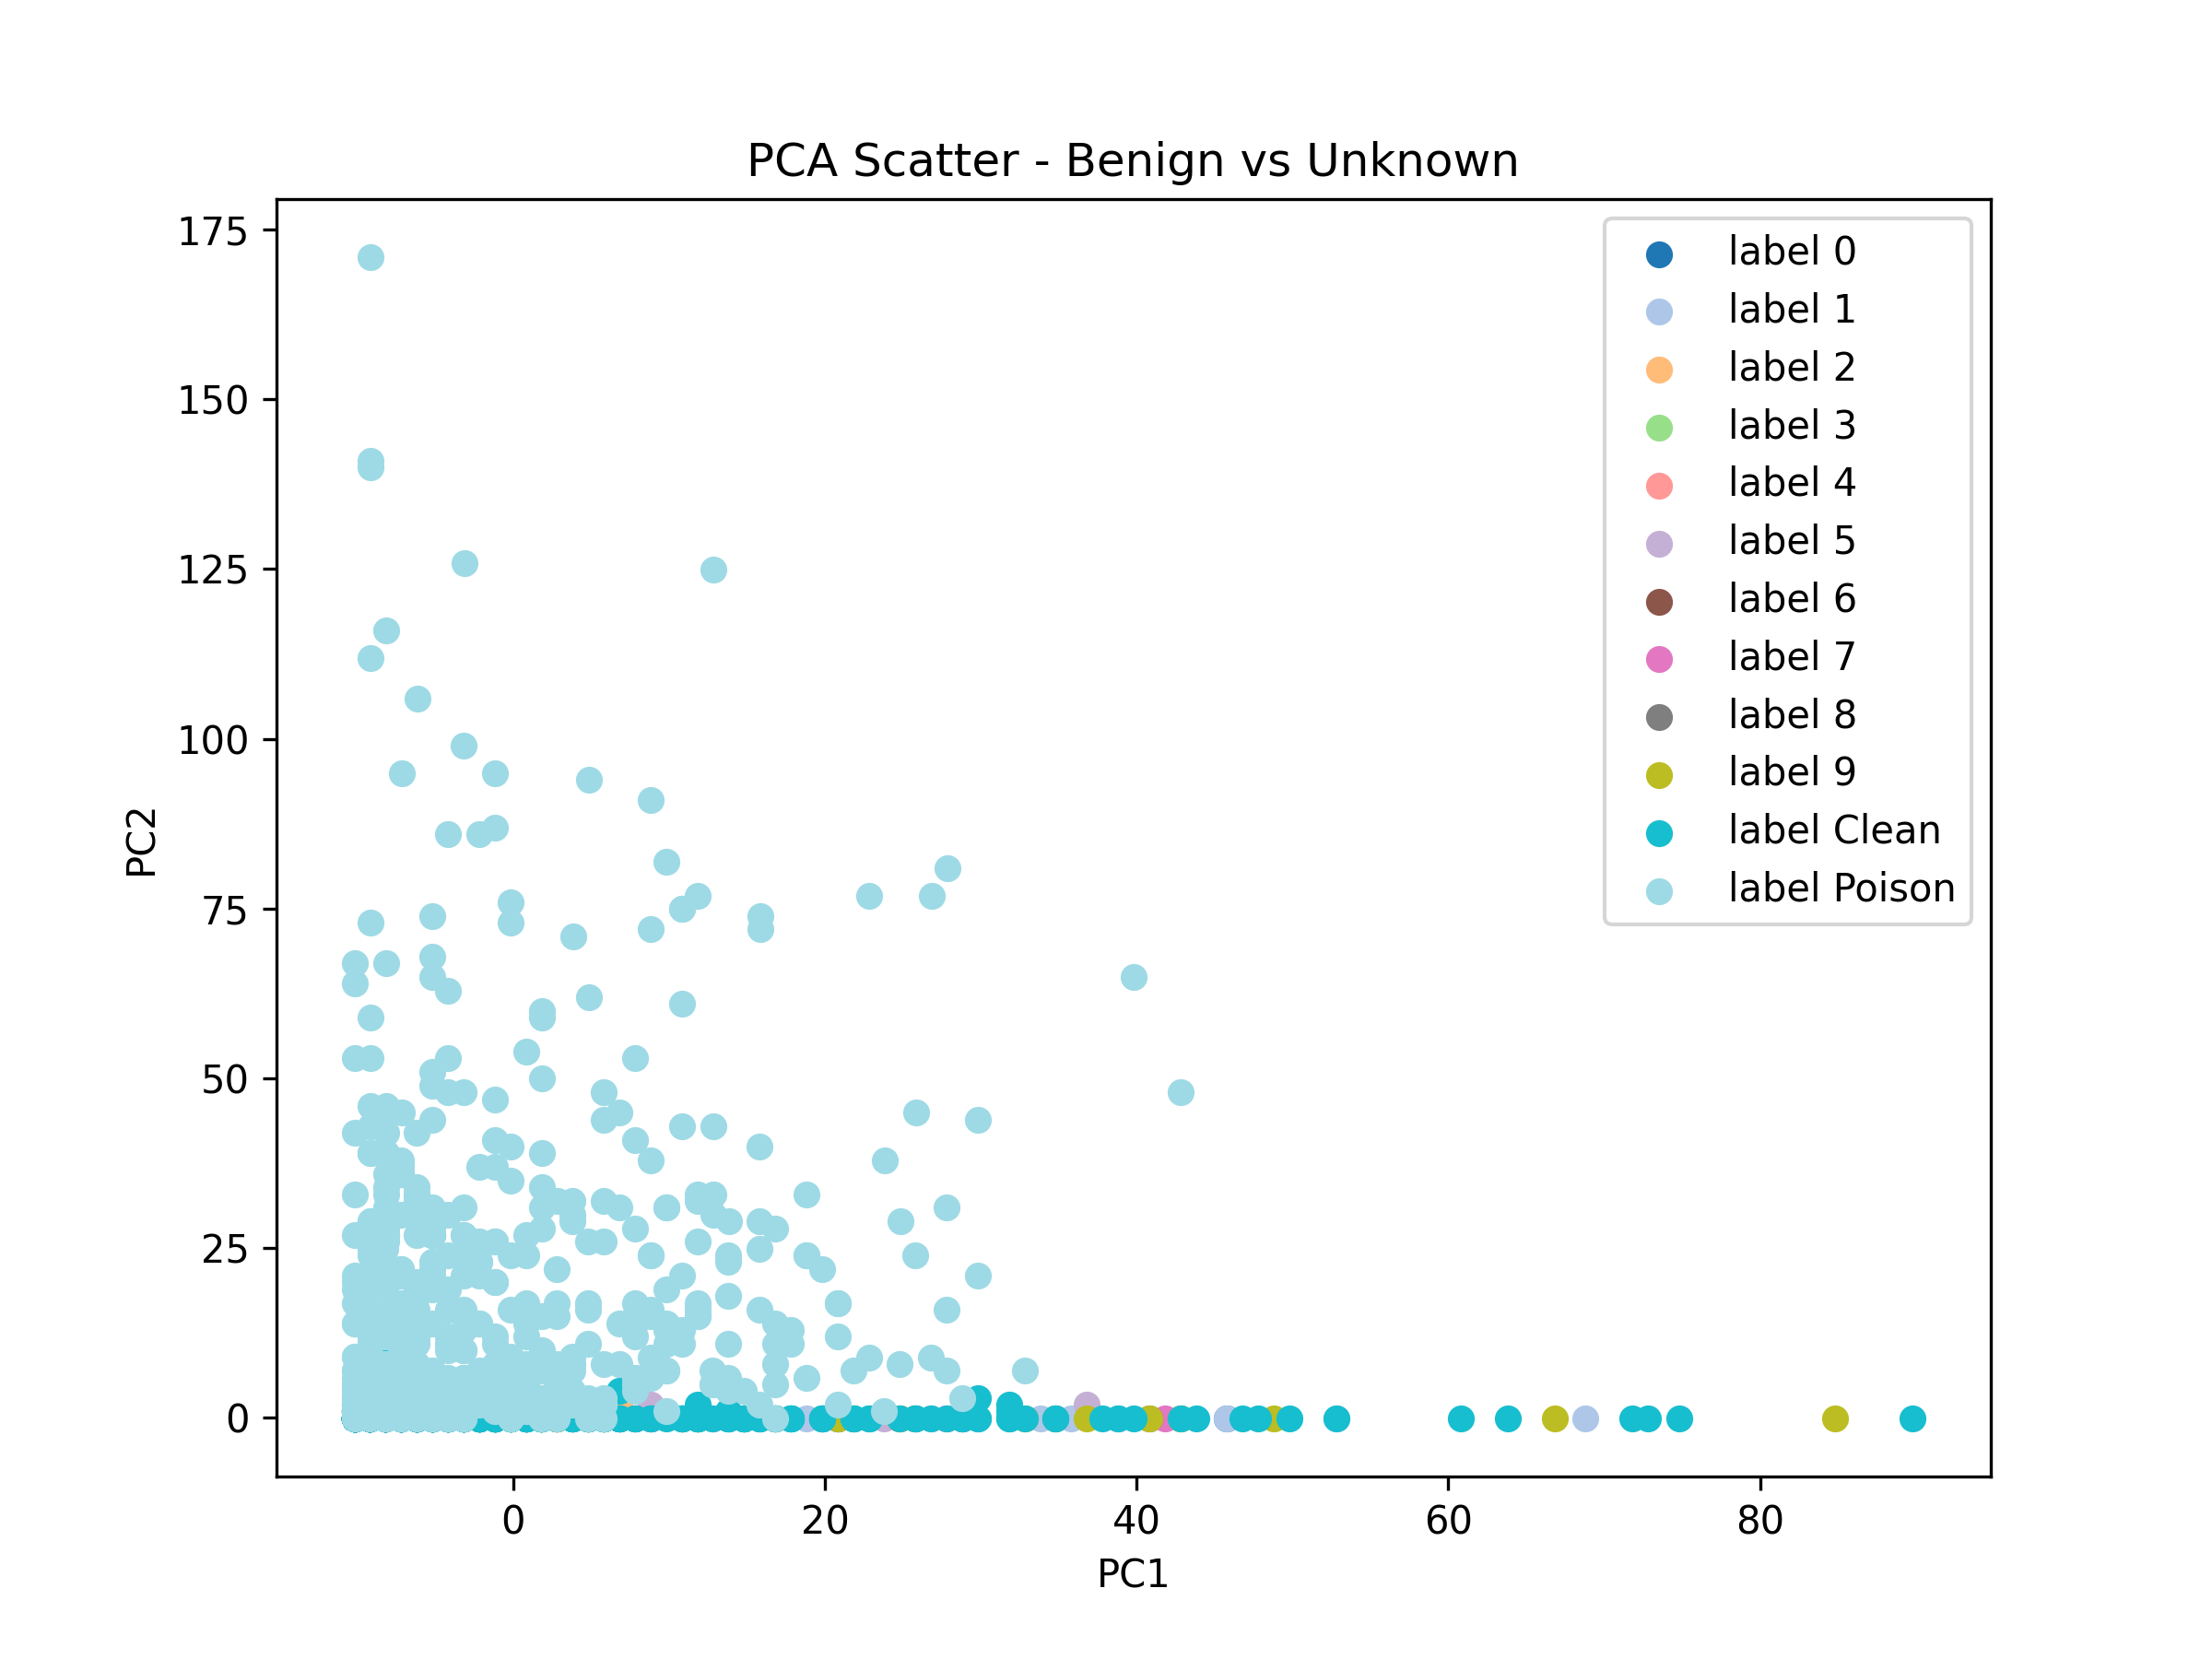 PCA Scatter - Benign vs Unknown
175
150
125
100
75
50
25
0
PC2
0
20
40
60
80
PC1
label 0
label 1
label 2
label 3
label 4
label 5
label 6
label 7
label 8
label 9
label Clean
label Poison